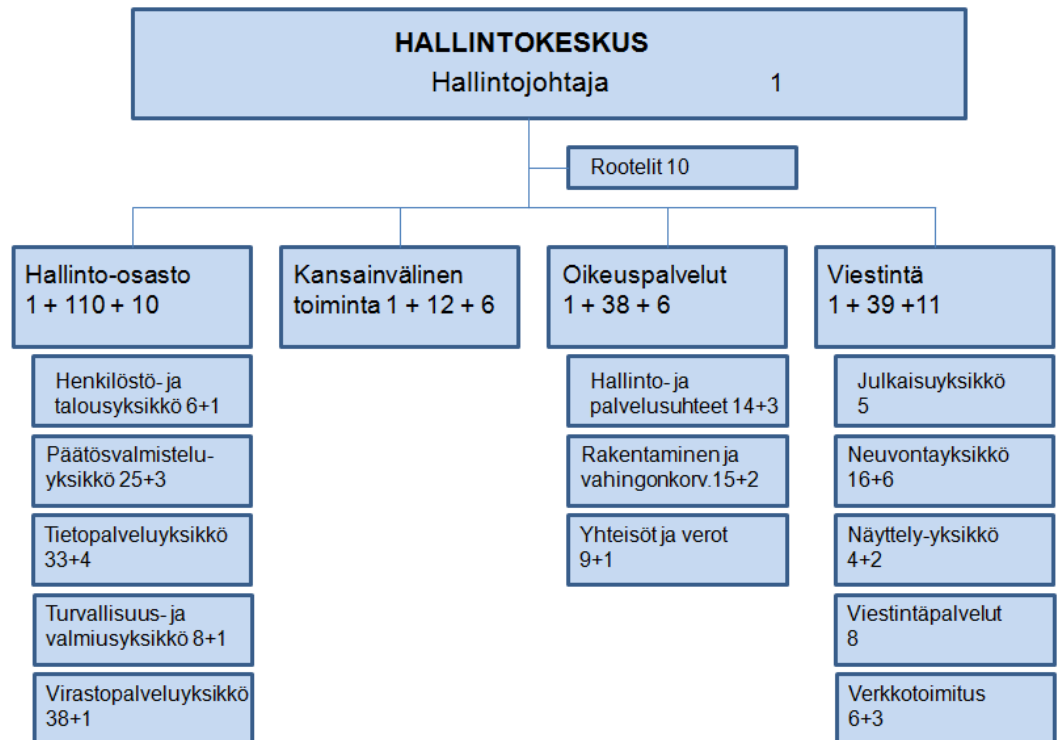 HALLINTOKESKUS
Hallintojohtaja 1
Rootelit 10
Hallinto-osasto
1 + 110 + 10
Henkilöstö- ja
talousyksikkö 6+1
Päätösvalmistelu-
yksikkö 25+3
Tietopalveluyksikkö
33+4
Turvallisuus- ja
valmiusyksikkö 8+1
Virastopalveluyksikkö
38+1
Kansainvälinen
toiminta 1 + 12 + 6
Oikeuspalvelut
1 + 38 + 6
Hallinto- ja
palvelusuhteet 14+3
Rakentaminen ja
vahingonkorv.15+2
Yhteisöt ja verot
9+1
Viestintä
1 + 39 +11
Julkaisuyksikkö
5
Neuvontayksikkö
16+6
Näyttely-yksikkö
4+2
Viestintäpalvelut
8
Verkkotoimitus
6+3